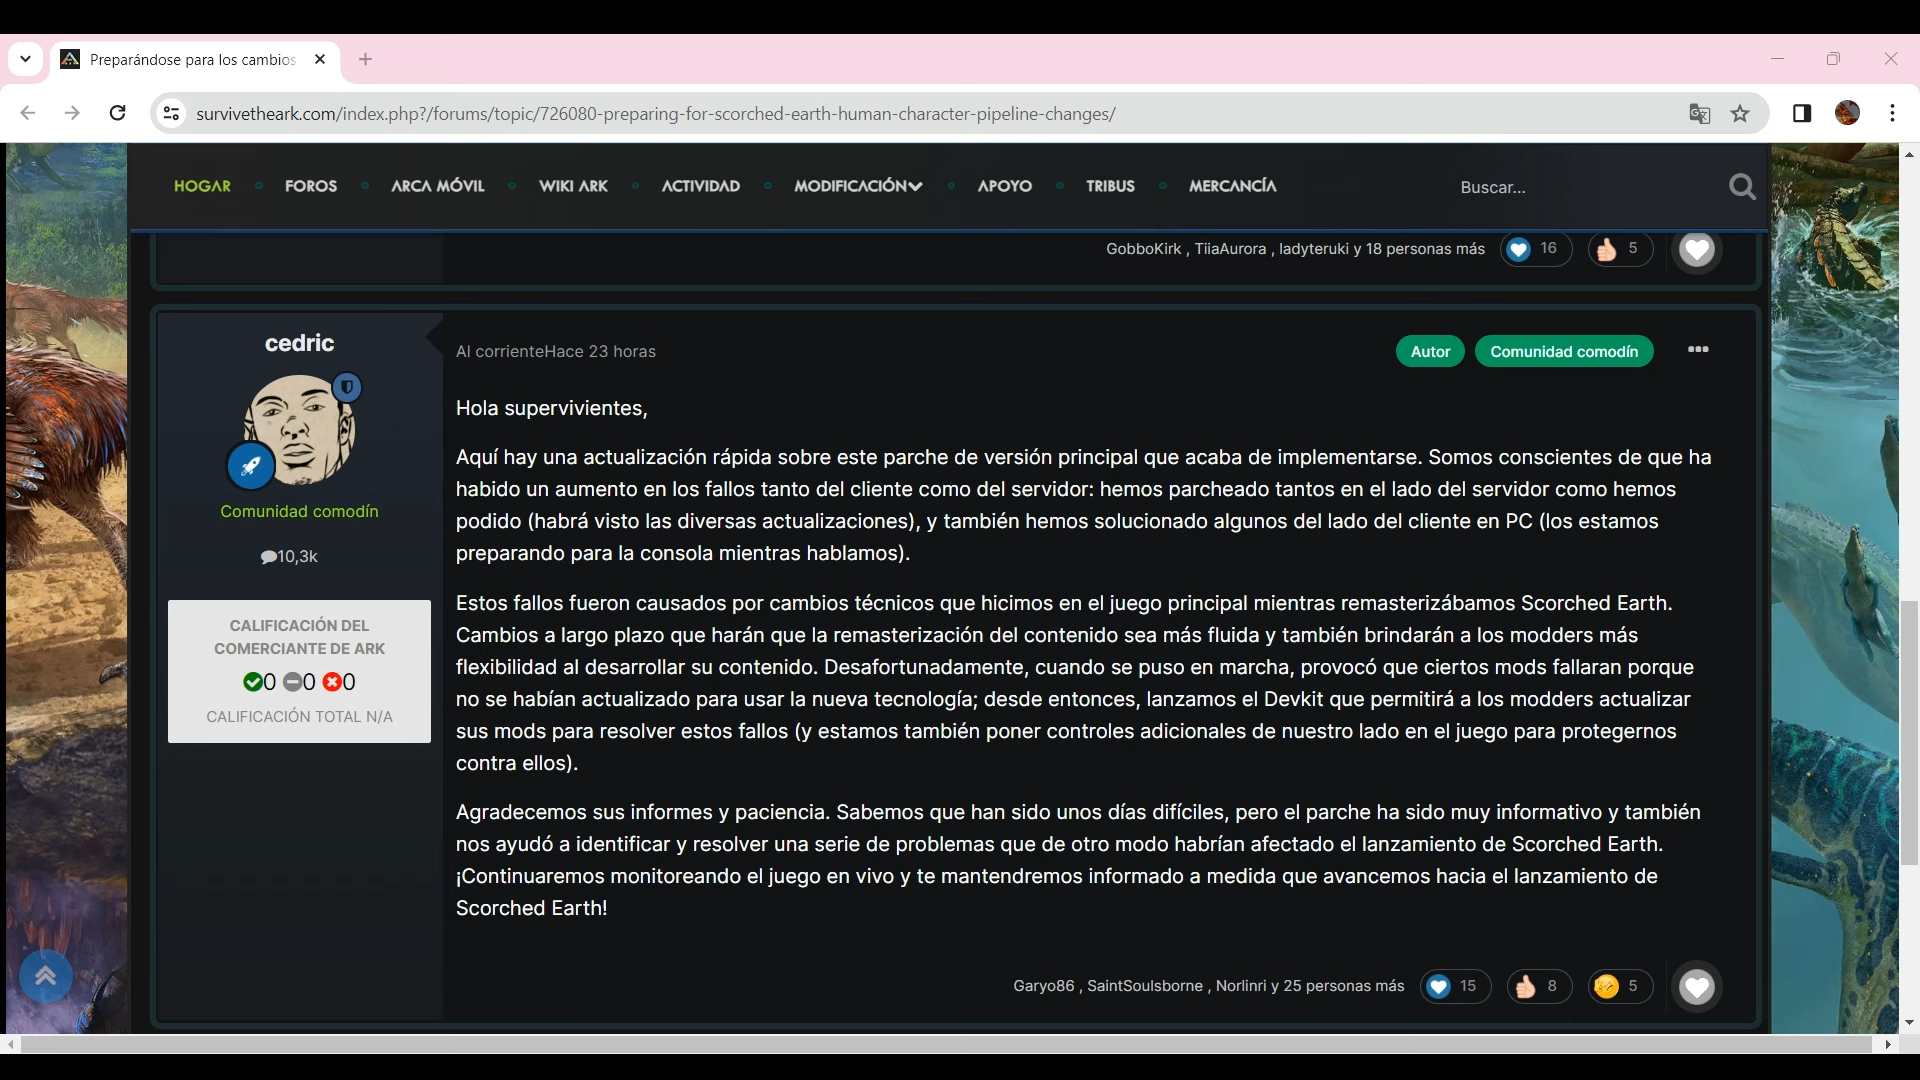 Preparándose para los cambios
survivetheark.com/index.php?/forums/topic/726080-preparing-for-scorched-earth-human-character-pipeline-changes/
HOGAR FOROS ARCA MÓVIL WIKI ARK ACTIVIDAD MODIFICACIÓN APOYO TRIBUS MERCANCÍA Buscar...
GobboKirk , TiiaAurora , ladyteruki y 18 personas más 16 5
cedric
Al corrienteHace 23 horas
Autor Comunidad comodín
Comunidad comodín
10,3k
CALIFICACIÓN DEL
COMERCIANTE DE ARK
0 0 0
CALIFICACIÓN TOTAL N/A
Hola supervivientes,
Aquí hay una actualización rápida sobre este parche de versión principal que acaba de implementarse. Somos conscientes de que ha
habido un aumento en los fallos tanto del cliente como del servidor: hemos parcheado tantos en el lado del servidor como hemos
podido (habrá visto las diversas actualizaciones), y también hemos solucionado algunos del lado del cliente en PC (los estamos
preparando para la consola mientras hablamos).
Estos fallos fueron causados por cambios técnicos que hicimos en el juego principal mientras remasterizábamos Scorched Earth.
Cambios a largo plazo que harán que la remasterización del contenido sea más fluida y también brindarán a los modders más
flexibilidad al desarrollar su contenido. Desafortunadamente, cuando se puso en marcha, provocó que ciertos mods fallaran porque
no se habían actualizado para usar la nueva tecnología; desde entonces, lanzamos el Devkit que permitirá a los modders actualizar
sus mods para resolver estos fallos (y estamos también poner controles adicionales de nuestro lado en el juego para protegernos
contra ellos).
Agradecemos sus informes y paciencia. Sabemos que han sido unos días difíciles, pero el parche ha sido muy informativo y también
nos ayudó a identificar y resolver una serie de problemas que de otro modo habrían afectado el lanzamiento de Scorched Earth.
¡Continuaremos monitoreando el juego en vivo y te mantendremos informado a medida que avancemos hacia el lanzamiento de
Scorched Earth!
Garyo86 , SaintSoulsborne , Norlinri y 25 personas más 15 8 5